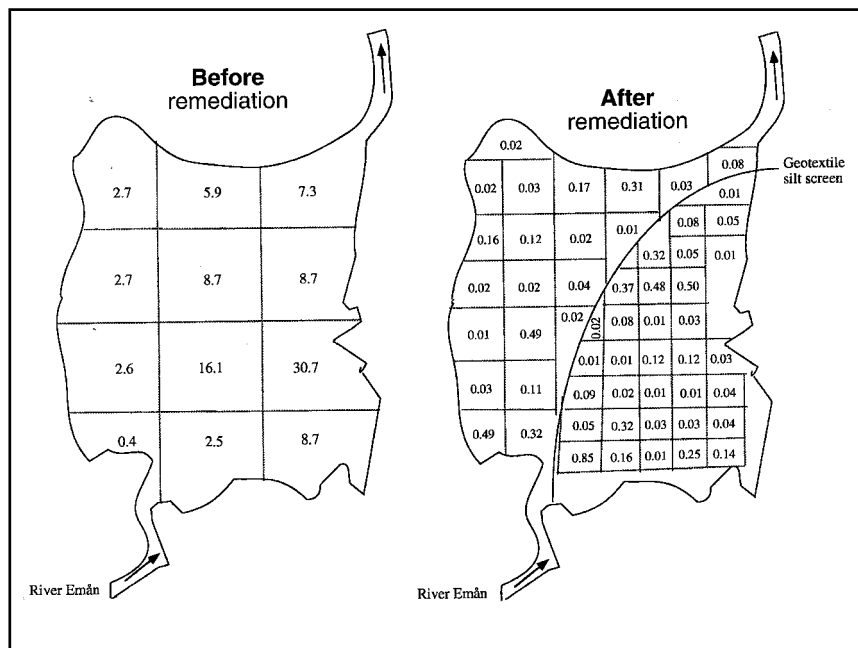 Before
remediation
2.7 5.9 7.3
2.7 8.7 8.7
2.6 16.1 30.7
0.4 2.5 8.7
River Emån
After
remediation
Geotextile
silt screen
0.02
0.08
0.02 0.03 0.17 0.31 0.03 0.01
0.16 0.12 0.02 0.01 0.08 0.05
0.32 0.05 0.01
0.02 0.02 0.04 0.37 0.48 0.50
0.01 0.49 0.02 0.02 0.08 0.01 0.03
0.01 0.01 0.12 0.12 0.03
0.03 0.11 0.09 0.02 0.01 0.01 0.04
0.49 0.32 0.05 0.32 0.03 0.03 0.04
0.85 0.16 0.01 0.25 0.14
River Emån